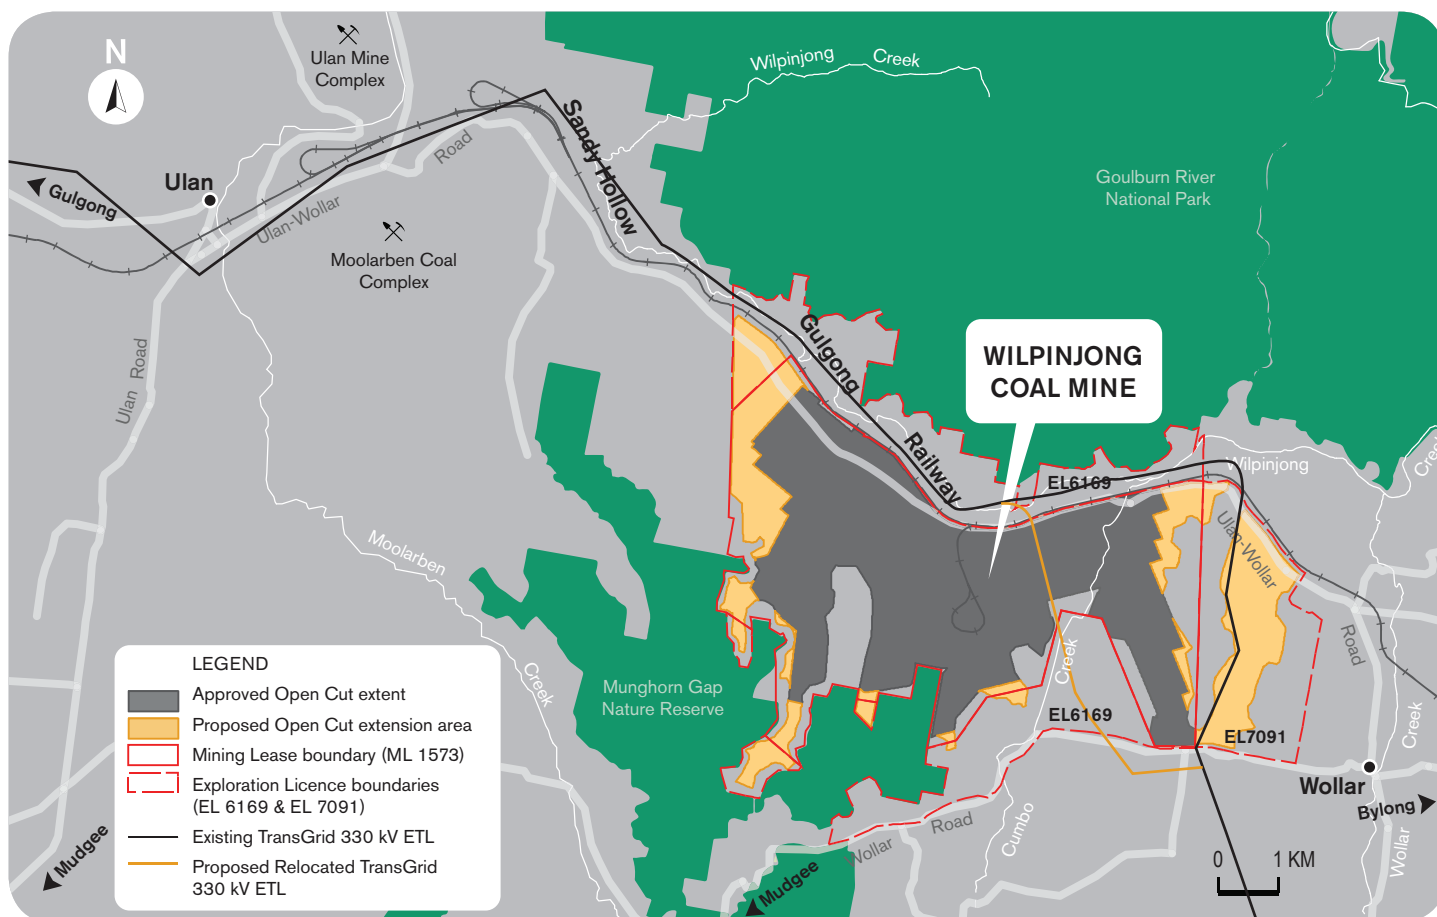 N
Ulan Mine
Complex
Wilpinjong Creek
Sandy Hollow
Road
Goulburn River
National Park
Ulan
Gulgong
Ulan-Wollar
Moolarben Coal
Complex
Gulgong
WILPINJONG
COAL MINE
Ulan Road
Railway
EL6169
Wilpinjong
Creek
Ulan-Wollar
Moolarben
Creek
Creek
Road
Munghorn Gap
Nature Reserve
EL6169
EL7091
Creek
Wollar
Bylong
Wollar
Cumbo
Wollar Road
Mudgee
Mudgee
0 1 KM
LEGEND
Approved Open Cut extent
Proposed Open Cut extension area
Mining Lease boundary (ML 1573)
Exploration Licence boundaries
(EL 6169 & EL 7091)
Existing TransGrid 330 kV ETL
Proposed Relocated TransGrid
330 kV ETL